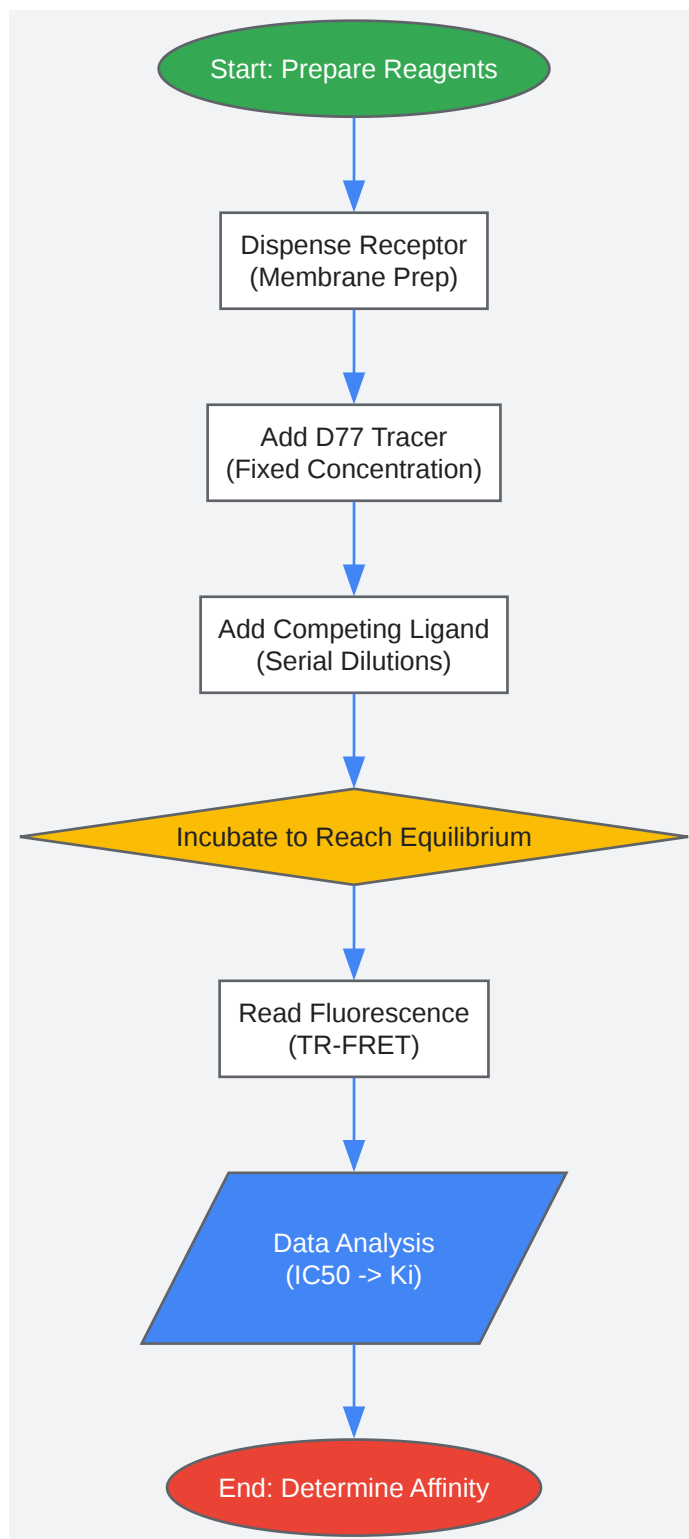 Start: Prepare Reagents
Dispense Receptor
(Membrane Prep)
Add D77 Tracer
(Fixed Concentration)
Add Competing Ligand
(Serial Dilutions)
Incubate to Reach Equilibrium
Read Fluorescence
(TR-FRET)
Data Analysis
(IC50 -> Ki)
End: Determine Affinity